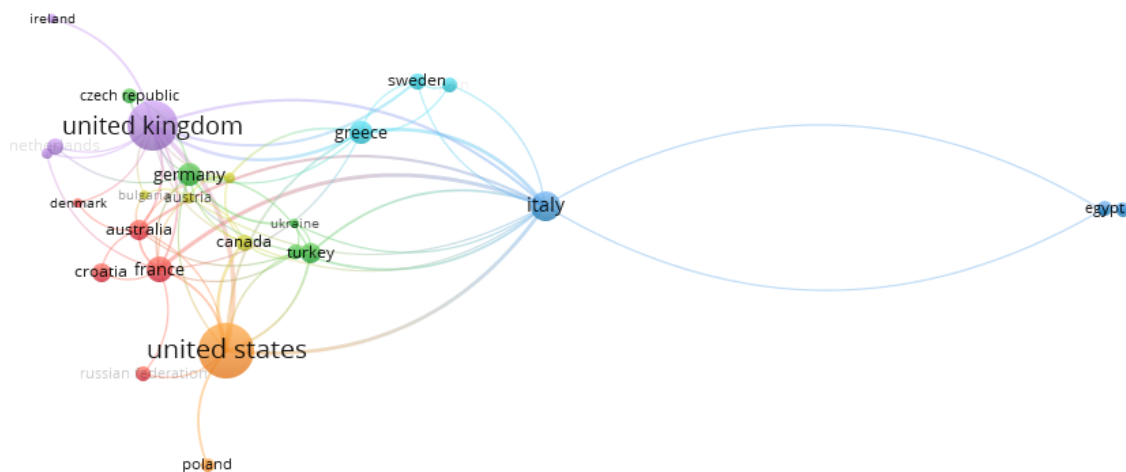 ireland
sweden
czech republic
united kingdom
greece
netherlands
germany
bulgaria
austria
denmark
italy
egypt
ukraine
australia
canada
turkey
croatia
france
united states
russian federation
poland